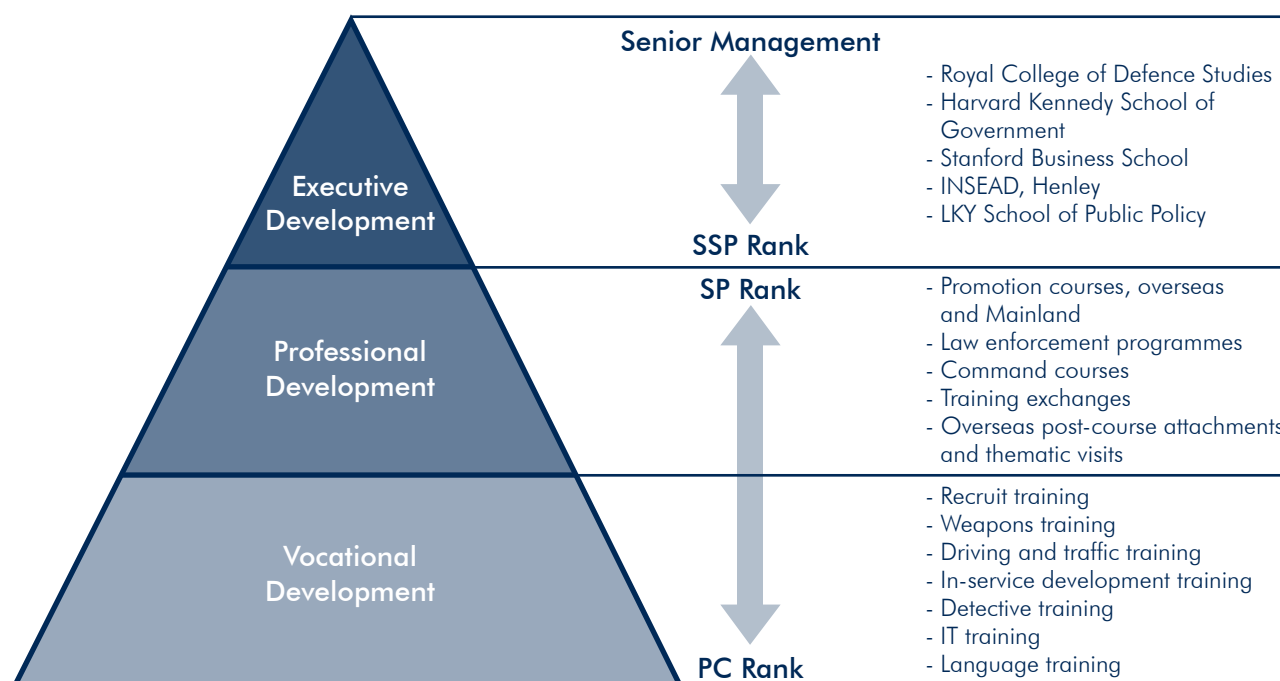 Senior Management
- Royal College of Defence Studies
- Harvard Kennedy School of
Government
- Stanford Business School
- INSEAD, Henley
- LKY School of Public Policy
Executive
Development
SSP Rank
SP Rank
- Promotion courses, overseas
and Mainland
- Law enforcement programmes
- Command courses
- Training exchanges
- Overseas post-course attachments
and thematic visits
Professional
Development
- Recruit training
- Weapons training
- Driving and traffic training
- In-service development training
- Detective training
- IT training
- Language training
Vocational
Development
PC Rank